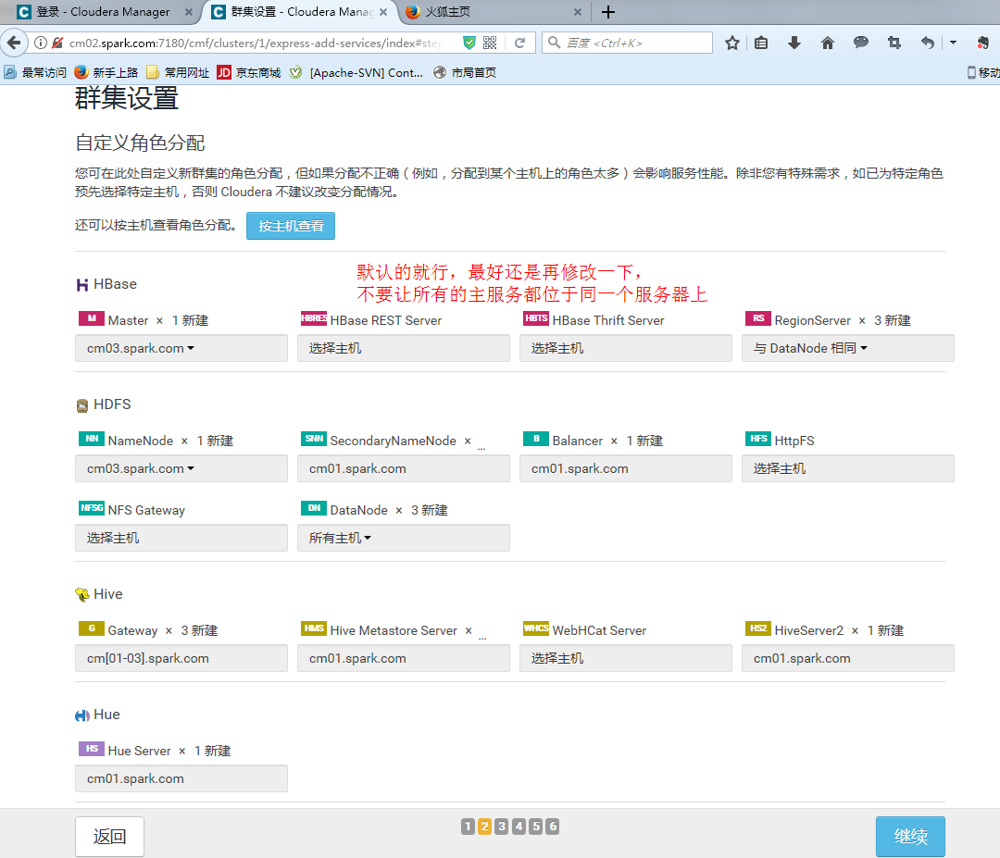 登录 - Cloudera Manager
群集设置 - Cloudera Manag
火狐主页
cm02.spark.com:7180/cmf/clusters/1/express-add-services/index#step
百度 <Ctrl+K>
最常访问 新手上路 常用网址 JD 京东商城 [Apache-SVN] Cont... 市局首页 移动
群集设置
自定义角色分配
您可在此处自定义新群集的角色分配，但如果分配不正确（例如，分配到某个主机上的角色太多）会影响服务性能。除非您有特殊需求，如已为特定角色
预先选择特定主机，否则 Cloudera 不建议改变分配情况。
还可以按主机查看角色分配。 按主机查看
默认的就行，最好还是再修改一下，
不要让所有的主服务都位于同一个服务器上
HBase
M Master × 1 新建 HBRES HBase REST Server HBTS HBase Thrift Server RS RegionServer × 3 新建
cm03.spark.com 选择主机 选择主机 与 DataNode 相同
HDFS
NN NameNode × 1 新建 SNN SecondaryNameNode × ... B Balancer × 1 新建 HFS HttpFS
cm03.spark.com cm01.spark.com cm01.spark.com 选择主机
NFSG NFS Gateway DN DataNode × 3 新建
选择主机 所有主机
Hive
G Gateway × 3 新建 HMS Hive Metastore Server × ... WHCS WebHCat Server HS2 HiveServer2 × 1 新建
cm[01-03].spark.com cm01.spark.com 选择主机 cm01.spark.com
Hue
HS Hue Server × 1 新建
cm01.spark.com
返回 1 2 3 4 5 6 继续